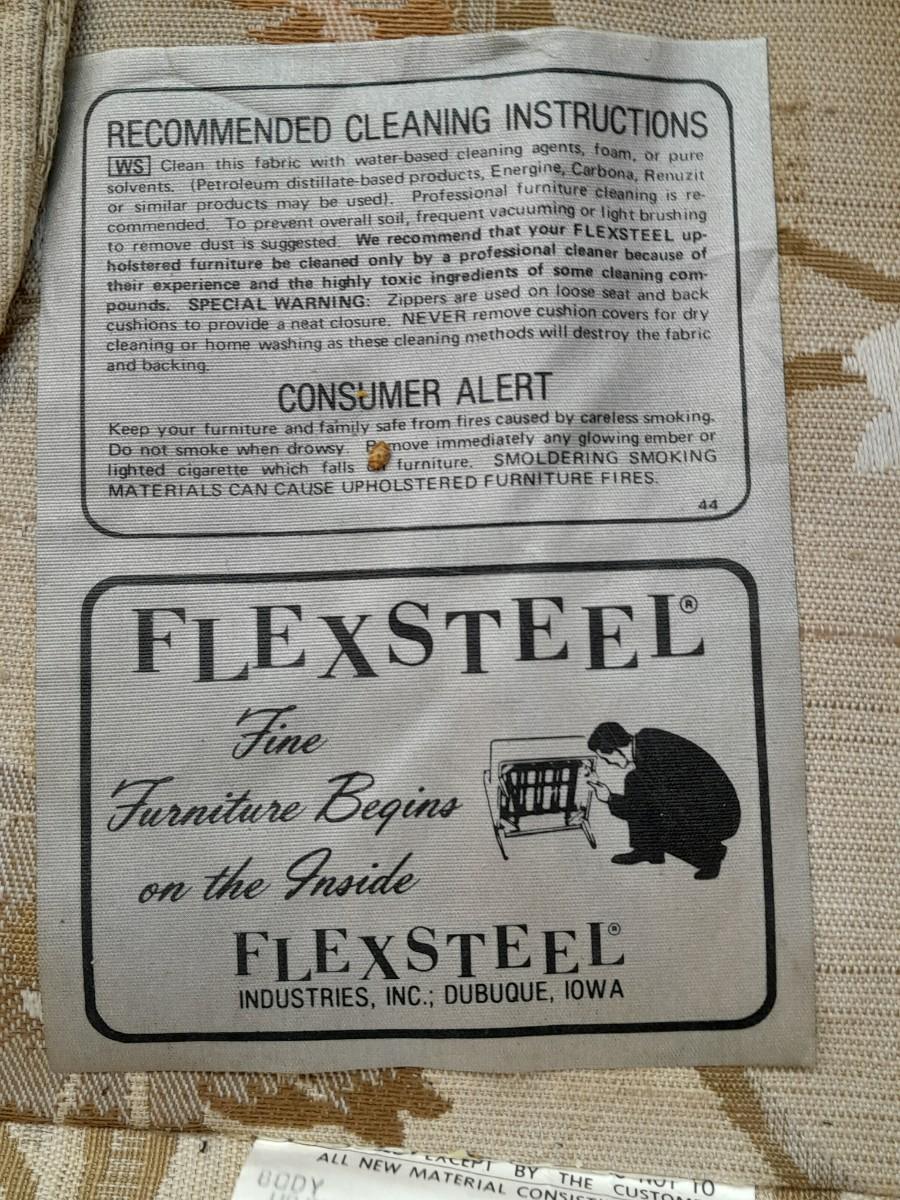 RECOMMENDED CLEANING INSTRUCTIONS
WS Clean this fabric with water-based cleaning agents, foam, or pure
solvents. (Petroleum distillate-based products, Energine, Carbona, Renuzit
or similar products may be used). Professional furniture cleaning is re-
commended. To prevent overall soil, frequent vacuuming or light brushing
to remove dust is suggested. We recommend that your FLEXSTEEL up-
holstered furniture be cleaned only by a professional cleaner because of
their experience and the highly toxic ingredients of some cleaning com-
pounds. SPECIAL WARNING: Zippers are used on loose seat and back
cushions to provide a neat closure. NEVER remove cushion covers for dry
cleaning or home washing as these cleaning methods will destroy the fabric
and backing.
CONSUMER ALERT
Keep your furniture and family safe from fires caused by careless smoking.
Do not smoke when drowsy. Remove immediately any glowing ember or
lighted cigarette which falls on furniture. SMOLDERING SMOKING
MATERIALS CAN CAUSE UPHOLSTERED FURNITURE FIRES.
44
FLEXSTEEL®
Fine
Furniture Begins
on the Inside
FLEXSTEEL®
INDUSTRIES, INC.; DUBUQUE, IOWA
NOT TO
EXCEPT BY THE CUSTOM
ALL NEW MATERIAL CONSIST
BODY